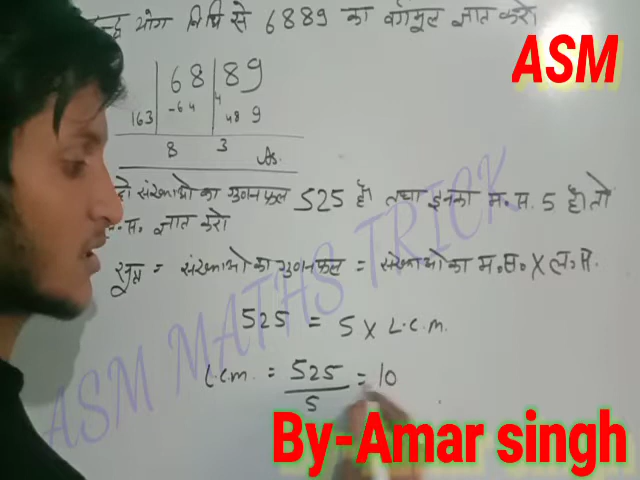 योग विधि से 6889 का वर्गमूल ज्ञात करो
ASM
68 89
163 -64 4 48 9
8 3 As.
दो संख्याओ का गुणनफल 525 है। तथा इनका म.स. 5 हो तो
.स. ज्ञात करो
सूत्र = संख्याओ का गुणनफल = संख्याओ का म.स. X ल.स.
525 = 5 X L.C.M.
L.C.M. = 525 = 10
5
ASM MATHS TRICK
By-Amar singh